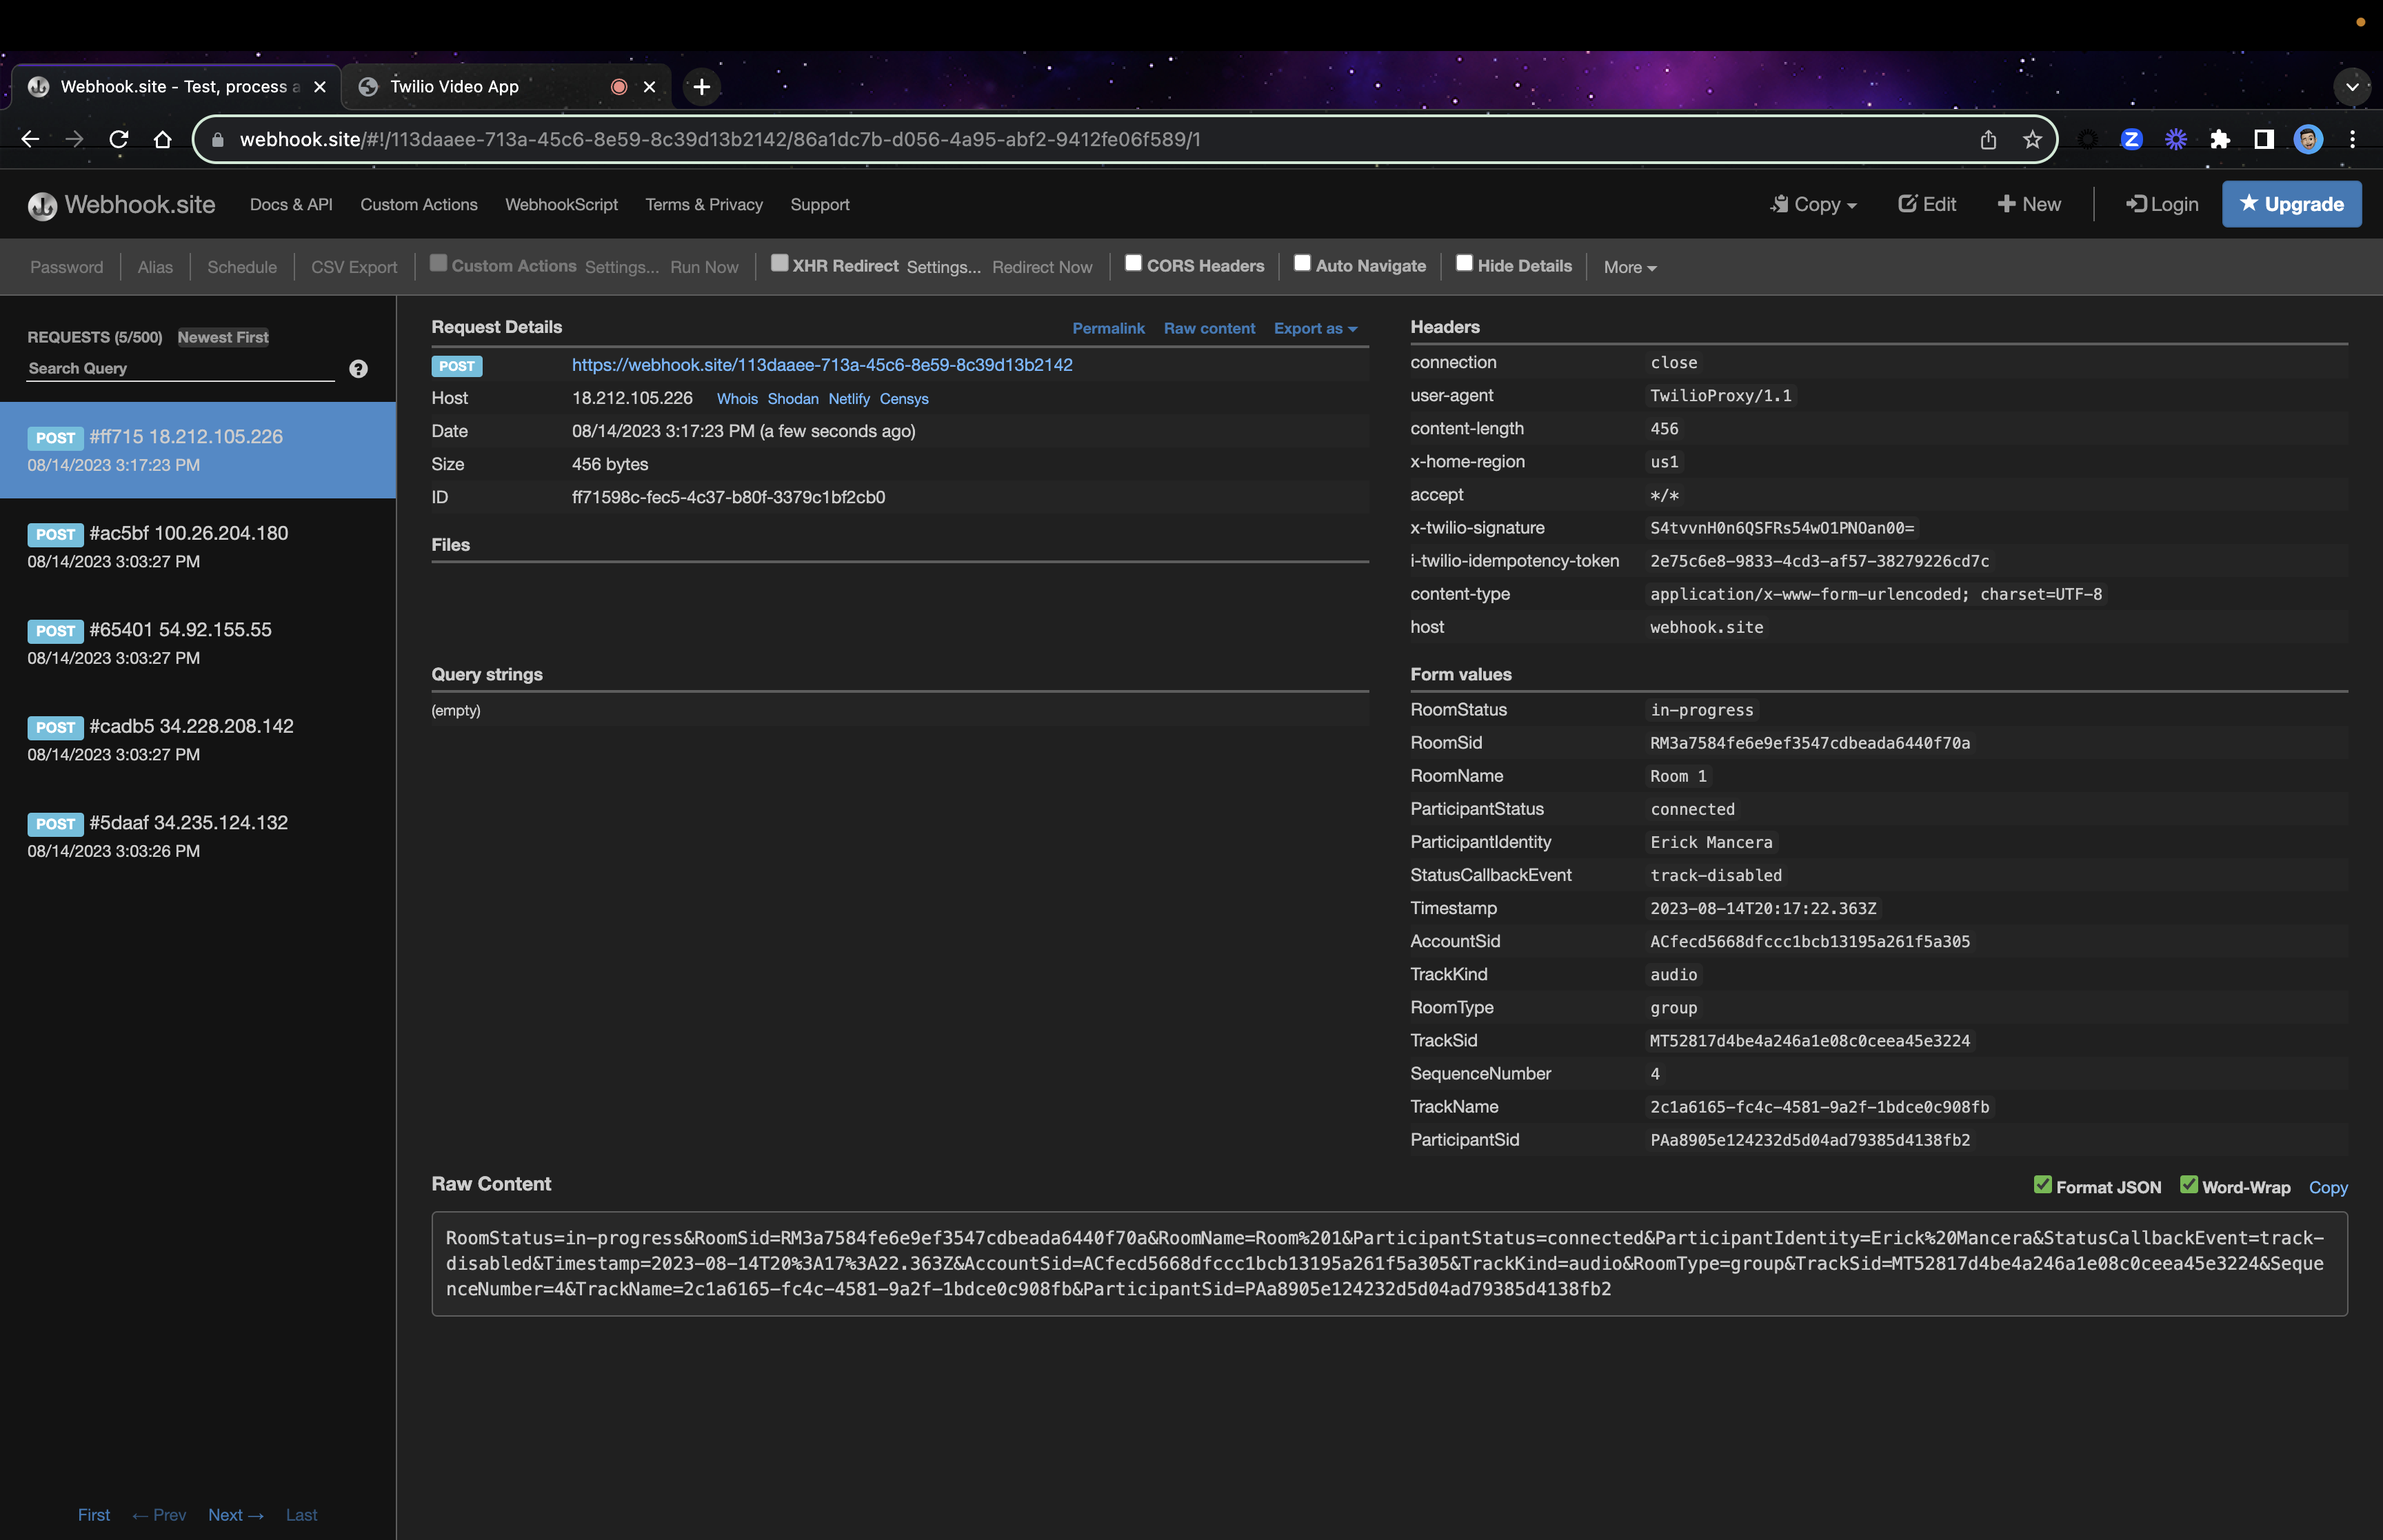 Webhook.site - Test, process a
Twilio Video App
webhook.site/#!/113daaee-713a-45c6-8e59-8c39d13b2142/86a1dc7b-d056-4a95-abf2-9412fe06f589/1
Webhook.site Docs & API Custom Actions WebhookScript Terms & Privacy Support Copy Edit New Login Upgrade
Password Alias Schedule CSV Export Custom Actions Settings... Run Now XHR Redirect Settings... Redirect Now CORS Headers Auto Navigate Hide Details More
REQUESTS (5/500) Newest First
Search Query
POST #ff715 18.212.105.226
08/14/2023 3:17:23 PM
POST #ac5bf 100.26.204.180
08/14/2023 3:03:27 PM
POST #65401 54.92.155.55
08/14/2023 3:03:27 PM
POST #cadb5 34.228.208.142
08/14/2023 3:03:27 PM
POST #5daaf 34.235.124.132
08/14/2023 3:03:26 PM
First ← Prev Next → Last
Request Details Permalink Raw content Export as
POST https://webhook.site/113daaee-713a-45c6-8e59-8c39d13b2142
Host 18.212.105.226 Whois Shodan Netlify Censys
Date 08/14/2023 3:17:23 PM (a few seconds ago)
Size 456 bytes
ID ff71598c-fec5-4c37-b80f-3379c1bf2cb0
Files
Query strings
(empty)
Headers
connection close
user-agent TwilioProxy/1.1
content-length 456
x-home-region us1
accept */*
x-twilio-signature S4tvvnH0n6QSFRs54wO1PNOan00=
i-twilio-idempotency-token 2e75c6e8-9833-4cd3-af57-38279226cd7c
content-type application/x-www-form-urlencoded; charset=UTF-8
host webhook.site
Form values
RoomStatus in-progress
RoomSid RM3a7584fe6e9ef3547cdbeada6440f70a
RoomName Room 1
ParticipantStatus connected
ParticipantIdentity Erick Mancera
StatusCallbackEvent track-disabled
Timestamp 2023-08-14T20:17:22.363Z
AccountSid ACfecd5668dfccc1bcb13195a261f5a305
TrackKind audio
RoomType group
TrackSid MT52817d4be4a246a1e08c0ceea45e3224
SequenceNumber 4
TrackName 2c1a6165-fc4c-4581-9a2f-1bdce0c908fb
ParticipantSid PAa8905e124232d5d04ad79385d4138fb2
Raw Content Format JSON Word-Wrap Copy
RoomStatus=in-progress&RoomSid=RM3a7584fe6e9ef3547cdbeada6440f70a&RoomName=Room%201&ParticipantStatus=connected&ParticipantIdentity=Erick%20Mancera&StatusCallbackEvent=track-
disabled&Timestamp=2023-08-14T20%3A17%3A22.363Z&AccountSid=ACfecd5668dfccc1bcb13195a261f5a305&TrackKind=audio&RoomType=group&TrackSid=MT52817d4be4a246a1e08c0ceea45e3224&Seque
nceNumber=4&TrackName=2c1a6165-fc4c-4581-9a2f-1bdce0c908fb&ParticipantSid=PAa8905e124232d5d04ad79385d4138fb2